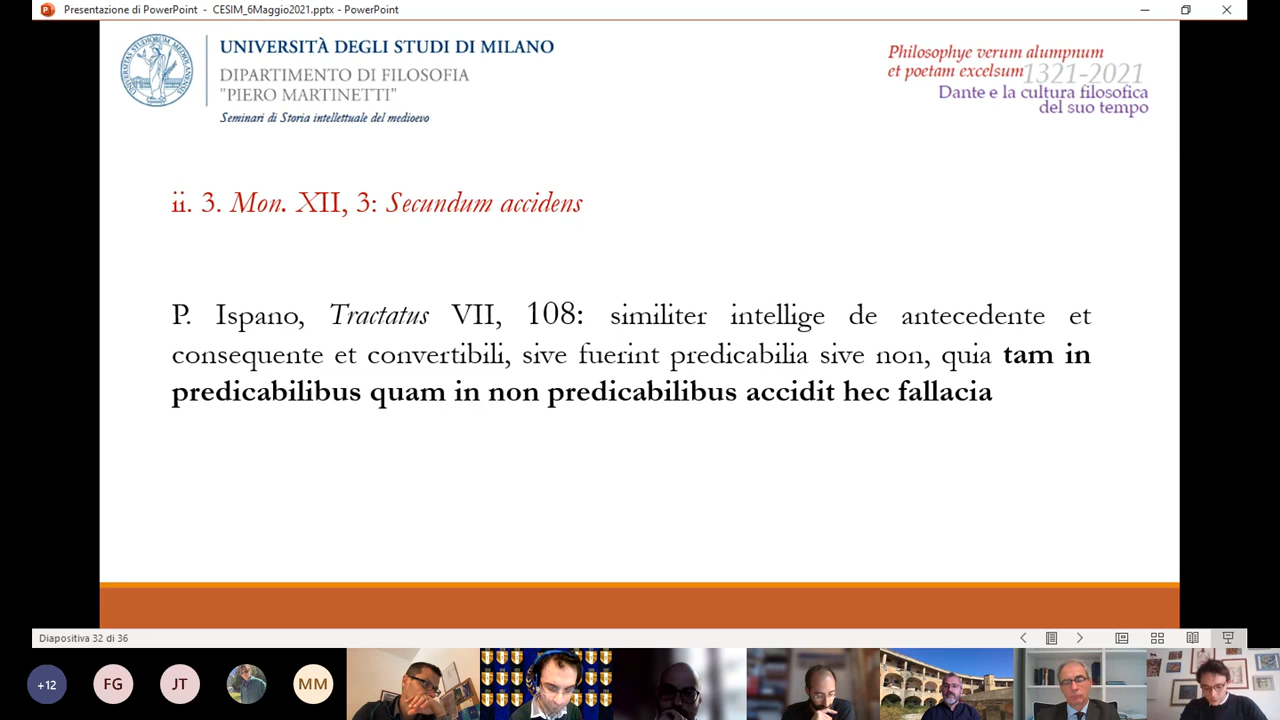 Presentazione di PowerPoint - CESIM_6Maggio2021.pptx - PowerPoint
UNIVERSITÀ DEGLI STUDI DI MILANO
DIPARTIMENTO DI FILOSOFIA
"PIERO MARTINETTI"
Seminari di Storia intellettuale del medioevo
Philosophye verum alumpnum
et poetam excelsum 1321-2021
Dante e la cultura filosofica
del suo tempo
ii. 3. Mon. XII, 3: Secundum accidens
P. Ispano, Tractatus VII, 108: similiter intellige de antecedente et
consequente et convertibili, sive fuerint predicabilia sive non, quia tam in
predicabilibus quam in non predicabilibus accidit hec fallacia
Diapositiva 32 di 36
+12
FG
JT
MM